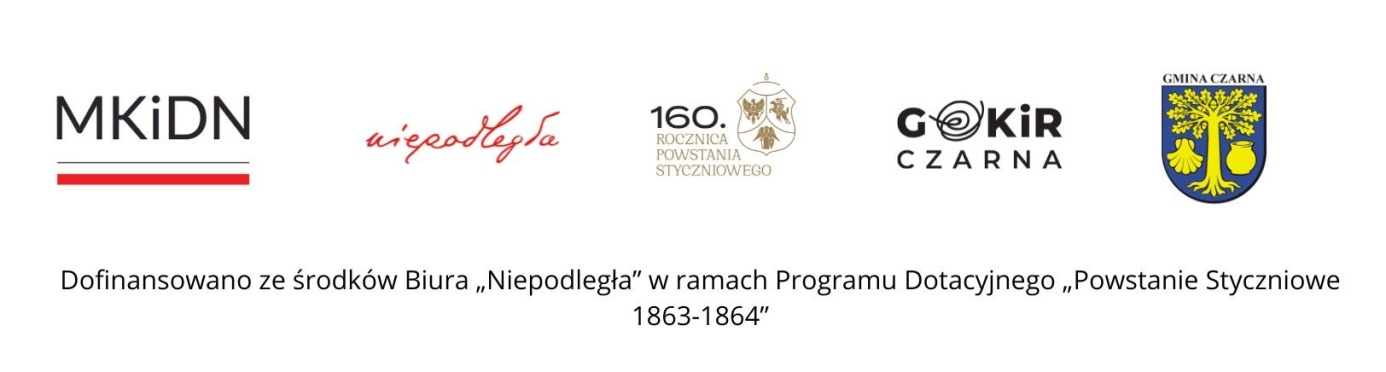 MKiDN
niepodległa
160.
ROCZNICA
POWSTANIA
STYCZNIOWEGO
GOKiR
CZARNA
GMINA CZARNA
Dofinansowano ze środków Biura „Niepodległa” w ramach Programu Dotacyjnego „Powstanie Styczniowe
1863-1864”